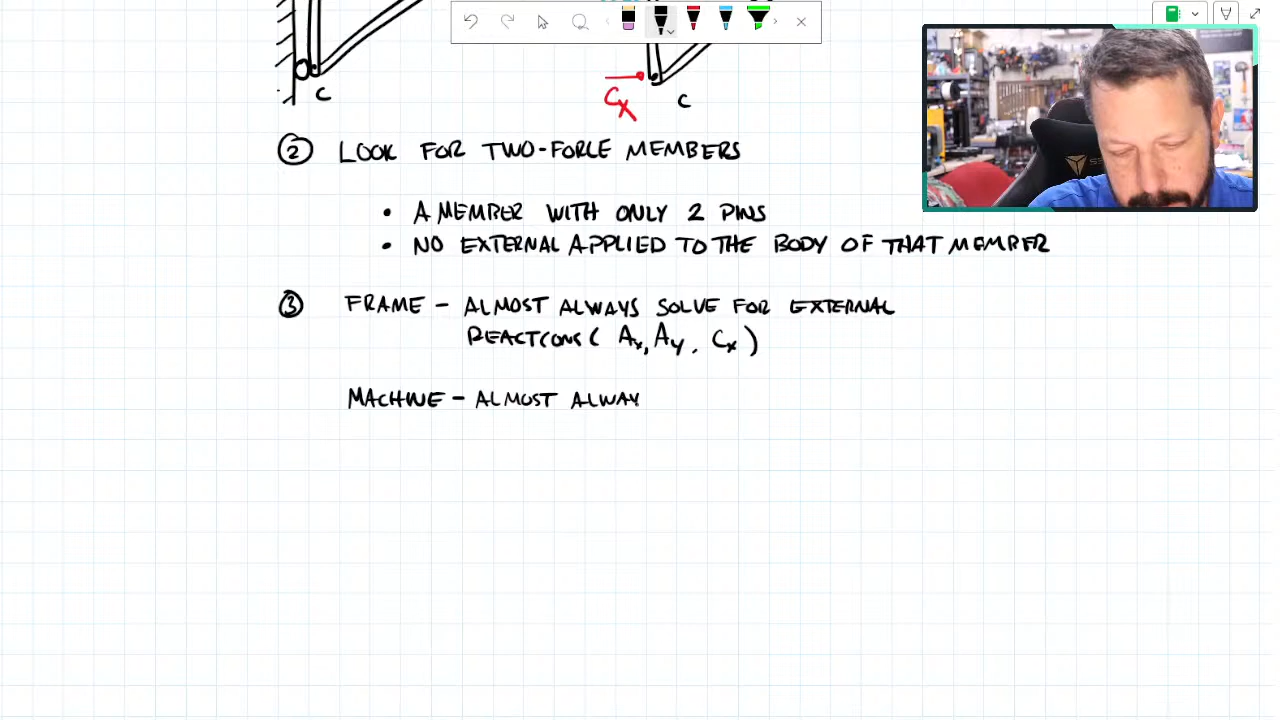 C
Cx
C
② LOOK FOR TWO-FORCE MEMBERS
• A MEMBER WITH ONLY 2 PINS
• NO EXTERNAL APPLIED TO THE BODY OF THAT MEMBER
③ FRAME - ALMOST ALWAYS SOLVE FOR EXTERNAL
REACTIONS ( Ax, Ay, Cx )
MACHINE - ALMOST ALWAY